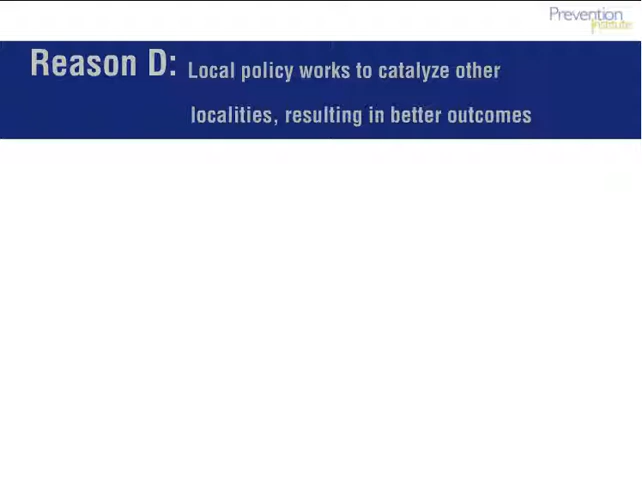 Prevention
Institute
Reason D: Local policy works to catalyze other
localities, resulting in better outcomes